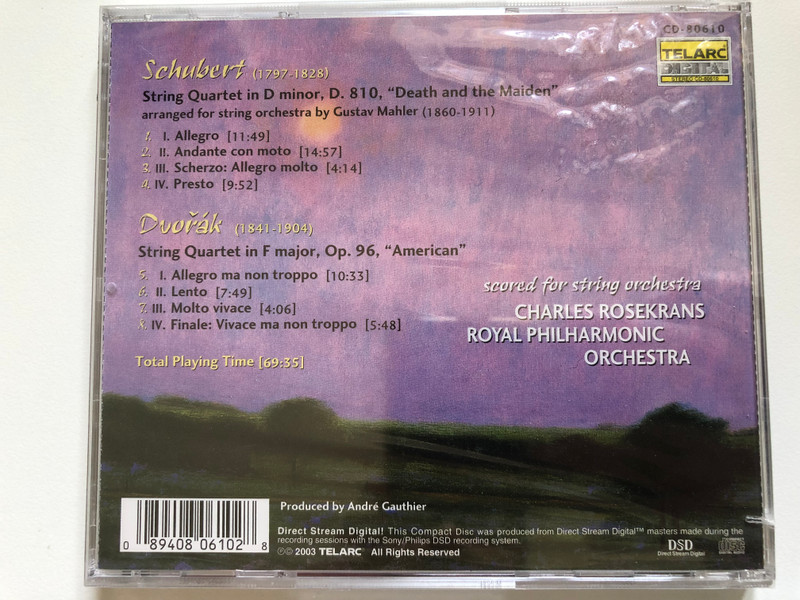 CD-80610
TELARC
DIGITAL
STEREO CD-80610
Schubert (1797-1828)
String Quartet in D minor, D. 810, “Death and the Maiden”
arranged for string orchestra by Gustav Mahler (1860-1911)
1. I. Allegro [11:49]
2. II. Andante con moto [14:57]
3. III. Scherzo: Allegro molto [4:14]
4. IV. Presto [9:52]
Dvořák (1841-1904)
String Quartet in F major, Op. 96, “American”
5. I. Allegro ma non troppo [10:33]
6. II. Lento [7:49]
7. III. Molto vivace [4:06]
8. IV. Finale: Vivace ma non troppo [5:48]
Total Playing Time [69:35]
scored for string orchestra
CHARLES ROSEKRANS
ROYAL PHILHARMONIC
ORCHESTRA
0 89408 06102 8
Produced by André Gauthier
Direct Stream Digital! This Compact Disc was produced from Direct Stream Digital™ masters made during the
recording sessions with the Sony/Philips DSD recording system.
℗© 2003 TELARC® All Rights Reserved
DSD
Direct Stream Digital
disc